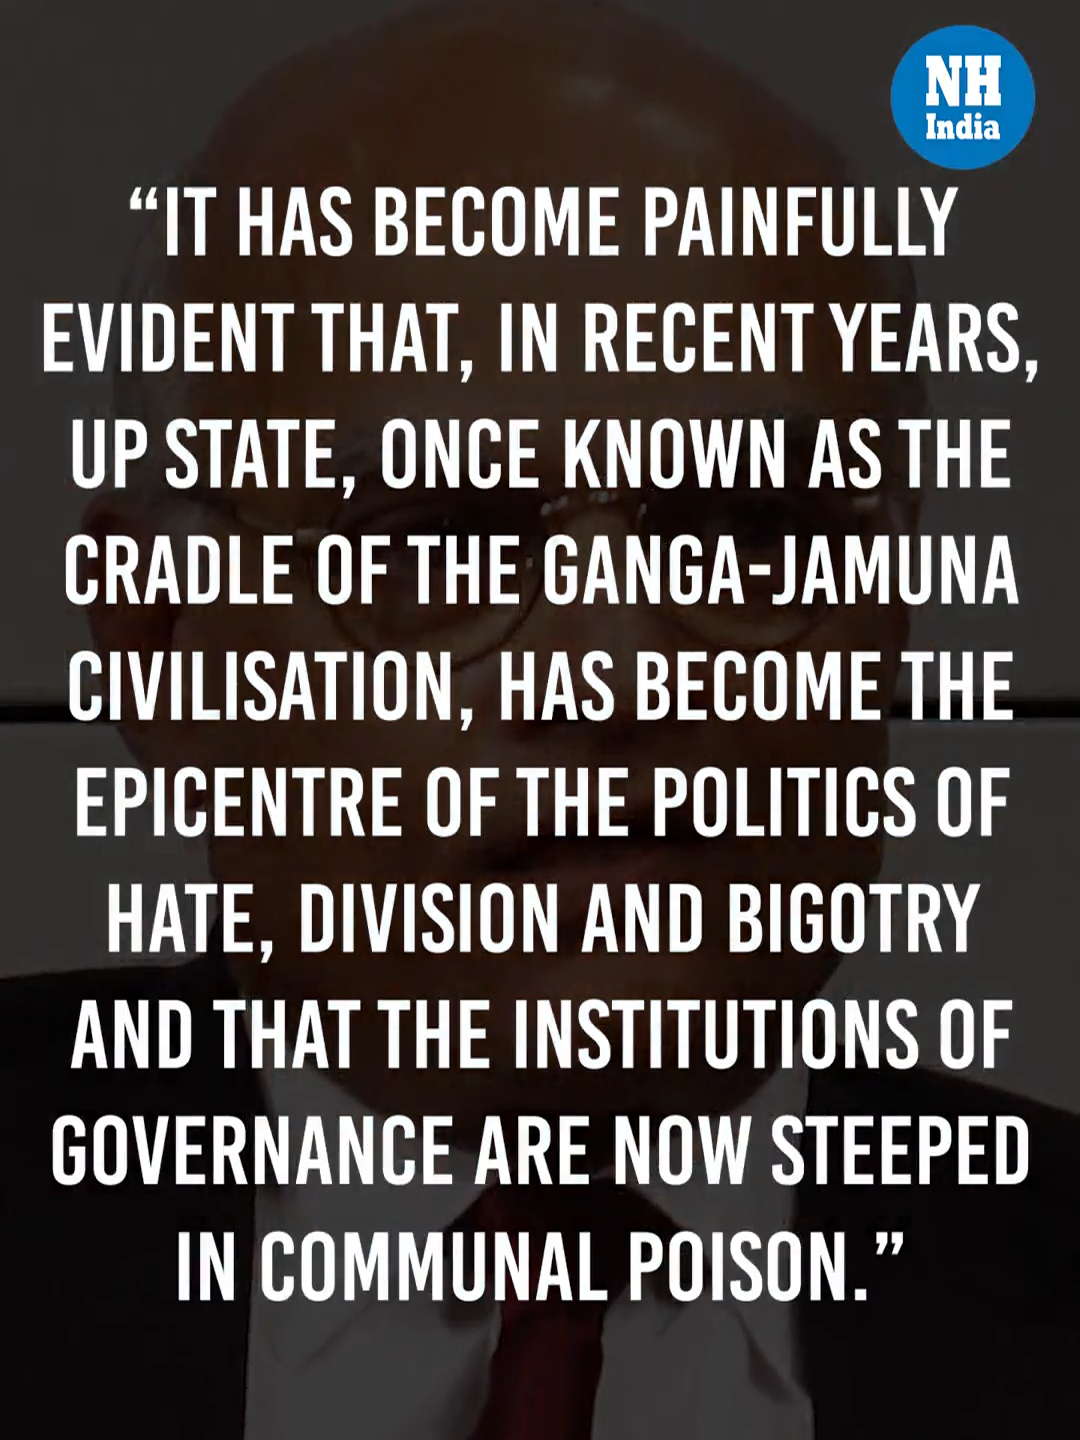 NH
India
“IT HAS BECOME PAINFULLY
EVIDENT THAT, IN RECENT YEARS,
UP STATE, ONCE KNOWN AS THE
CRADLE OF THE GANGA-JAMUNA
CIVILISATION, HAS BECOME THE
EPICENTRE OF THE POLITICS OF
HATE, DIVISION AND BIGOTRY
AND THAT THE INSTITUTIONS OF
GOVERNANCE ARE NOW STEEPED
IN COMMUNAL POISON.”